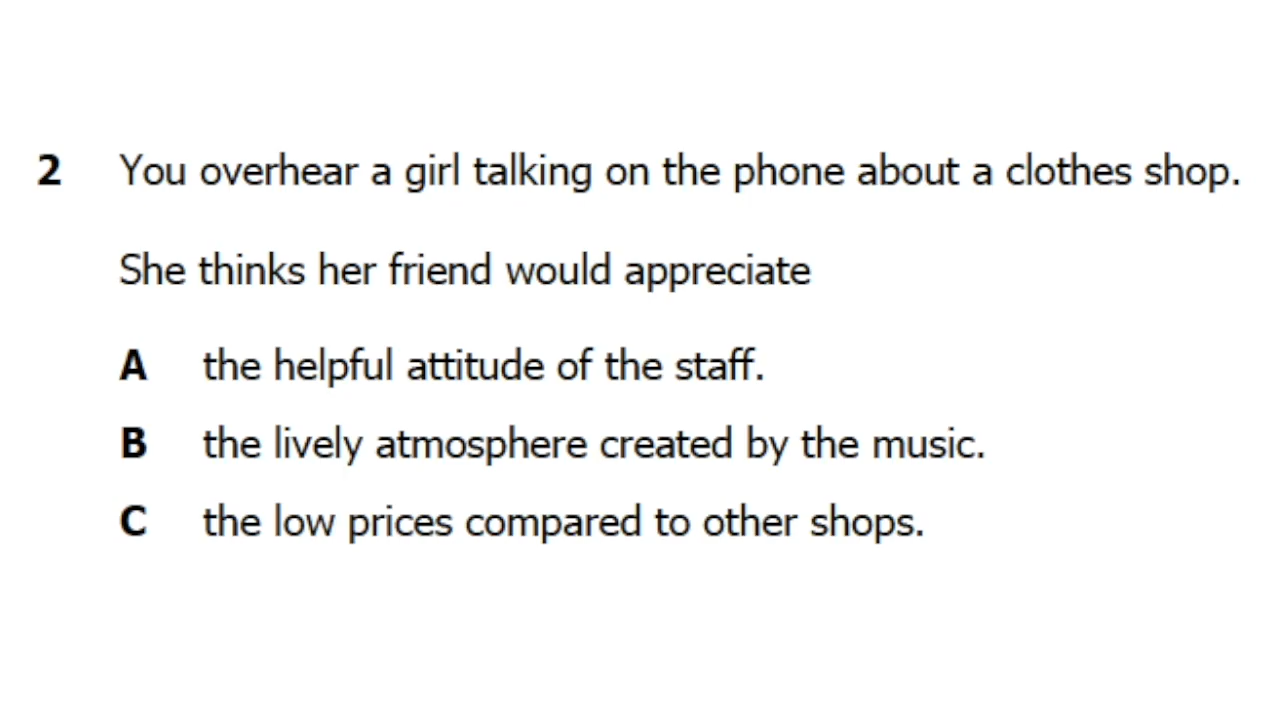 2 You overhear a girl talking on the phone about a clothes shop.
She thinks her friend would appreciate
A the helpful attitude of the staff.
B the lively atmosphere created by the music.
C the low prices compared to other shops.